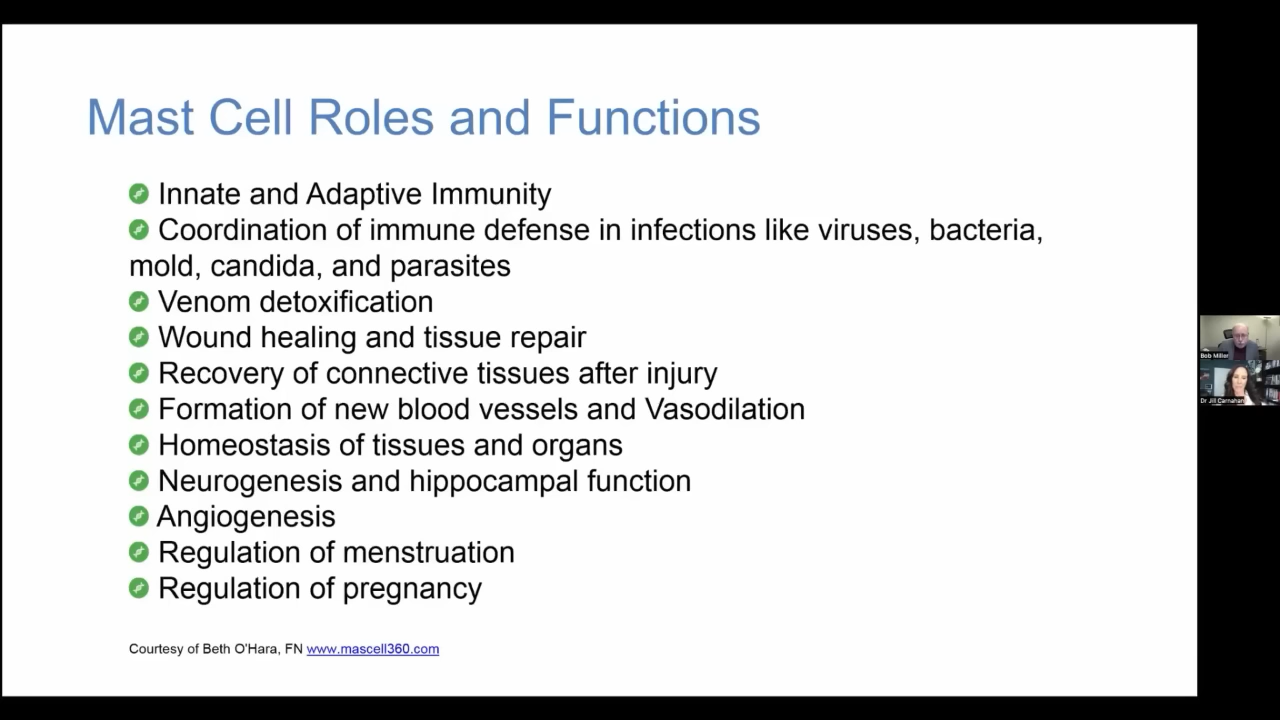 Mast Cell Roles and Functions
Innate and Adaptive Immunity
Coordination of immune defense in infections like viruses, bacteria,
mold, candida, and parasites
Venom detoxification
Wound healing and tissue repair
Recovery of connective tissues after injury
Formation of new blood vessels and Vasodilation
Homeostasis of tissues and organs
Neurogenesis and hippocampal function
Angiogenesis
Regulation of menstruation
Regulation of pregnancy
Courtesy of Beth O'Hara, FN www.mascell360.com
Bob Miller
Dr Jill Carnahan